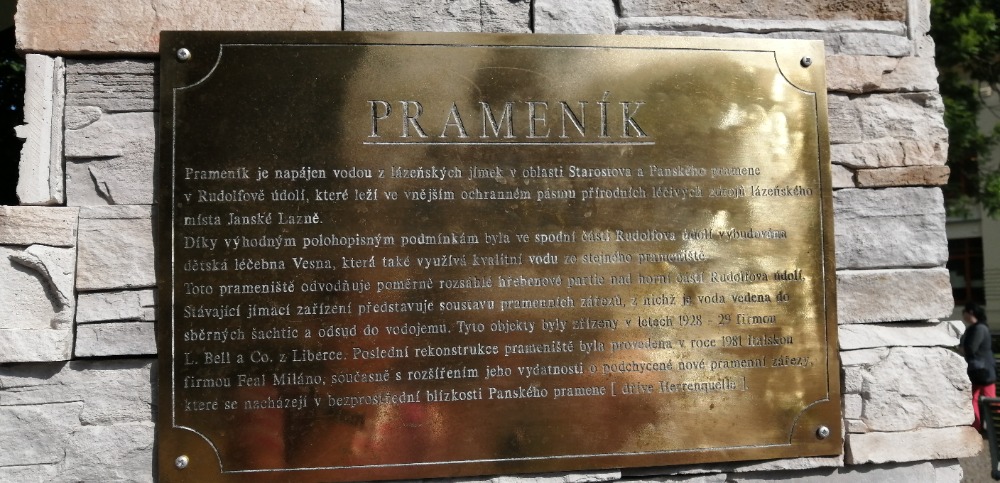 PRAMENÍK
Prameník je napájen vodou z lázeňských jímek v oblasti Starostova a Panského pramene
v Rudolfově údolí, které leží ve vnějším ochranném pásmu přírodních léčivých zdrojů lázeňského
místa Janské Lazně.
Díky výhodným polohopisným podmínkám byla ve spodní části Rudolfova údolí vybudována
dětská léčebna Vesna, která také využívá kvalitní vodu ze stejného prameniště.
Toto prameniště odvodňuje poměrně rozsáhlé hřebenové partie nad horní částí Rudolfova údolí.
Stávající jímací zařízení představuje soustavu pramenních zářezů, z nichž je voda vedena do
sběrných šachtic a odsud do vodojemu. Tyto objekty byly zřízeny v letech 1928 - 29 firmou
L. Bell a Co. z Liberce. Poslední rekonstrukce prameniště byla provedena v roce 1981 Italskou
firmou Feal Miláno, současně s rozšířením jeho vydatnosti o podchycené nové pramenní zářezy,
které se nacházejí v bezprostřední blízkosti Panského pramene [ dříve Herrenquelle ].